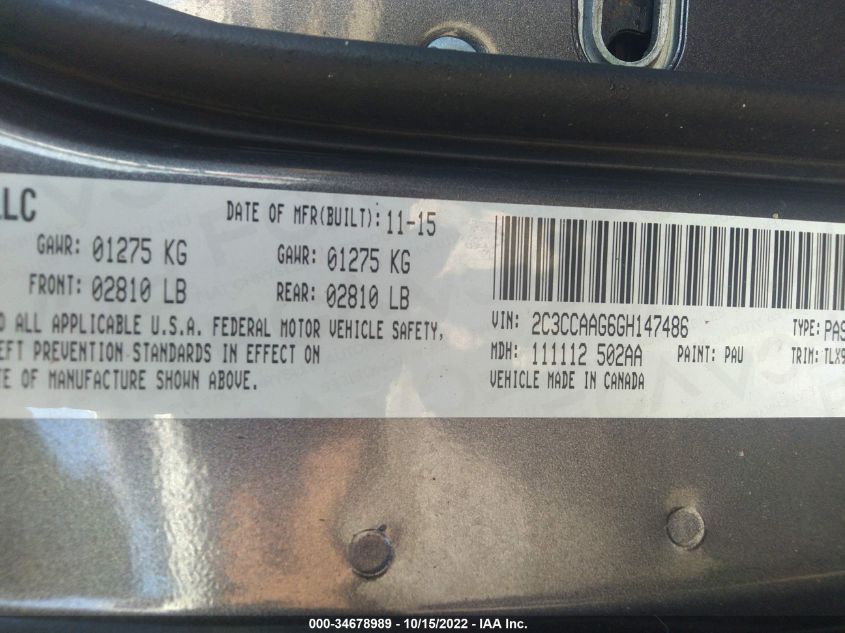 LLC
DATE OF MFR(BUILT): 11-15
GAWR: 01275 KG GAWR: 01275 KG
FRONT: 02810 LB REAR: 02810 LB
ALL APPLICABLE U.S.A. FEDERAL MOTOR VEHICLE SAFETY,
EFT PREVENTION STANDARDS IN EFFECT ON
TE OF MANUFACTURE SHOWN ABOVE.
VIN: 2C3CCAAG6GH147486 TYPE: PAS
MDH: 111112 502AA PAINT: PAU TRIM: TLX9
VEHICLE MADE IN CANADA
000-34678989 - 10/15/2022 - IAA Inc.